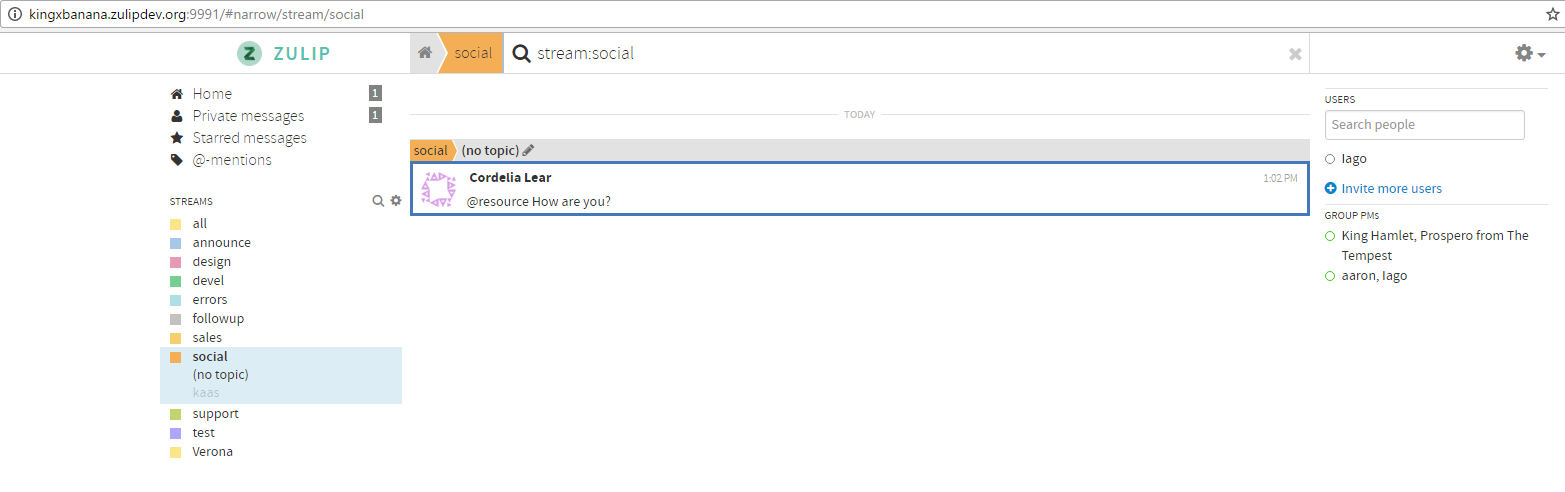 kingxbanana.zulipdev.org:9991/#narrow/stream/social
ZULIP
social
stream:social
Home 1
Private messages 1
Starred messages
@-mentions
STREAMS
all
announce
design
devel
errors
followup
sales
social
(no topic)
kaas
support
test
Verona
TODAY
social (no topic)
Cordelia Lear 1:02 PM
@resource How are you?
USERS
Search people
Iago
Invite more users
GROUP PMs
King Hamlet, Prospero from The
Tempest
aaron, Iago